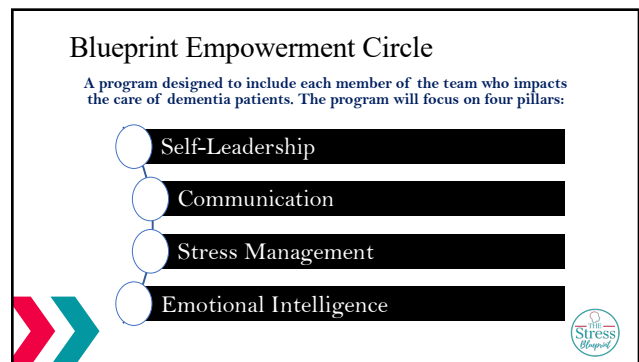 Blueprint Empowerment Circle
A program designed to include each member of the team who impacts
the care of dementia patients. The program will focus on four pillars:
Self-Leadership
Communication
Stress Management
Emotional Intelligence
THE
Stress
Blueprint